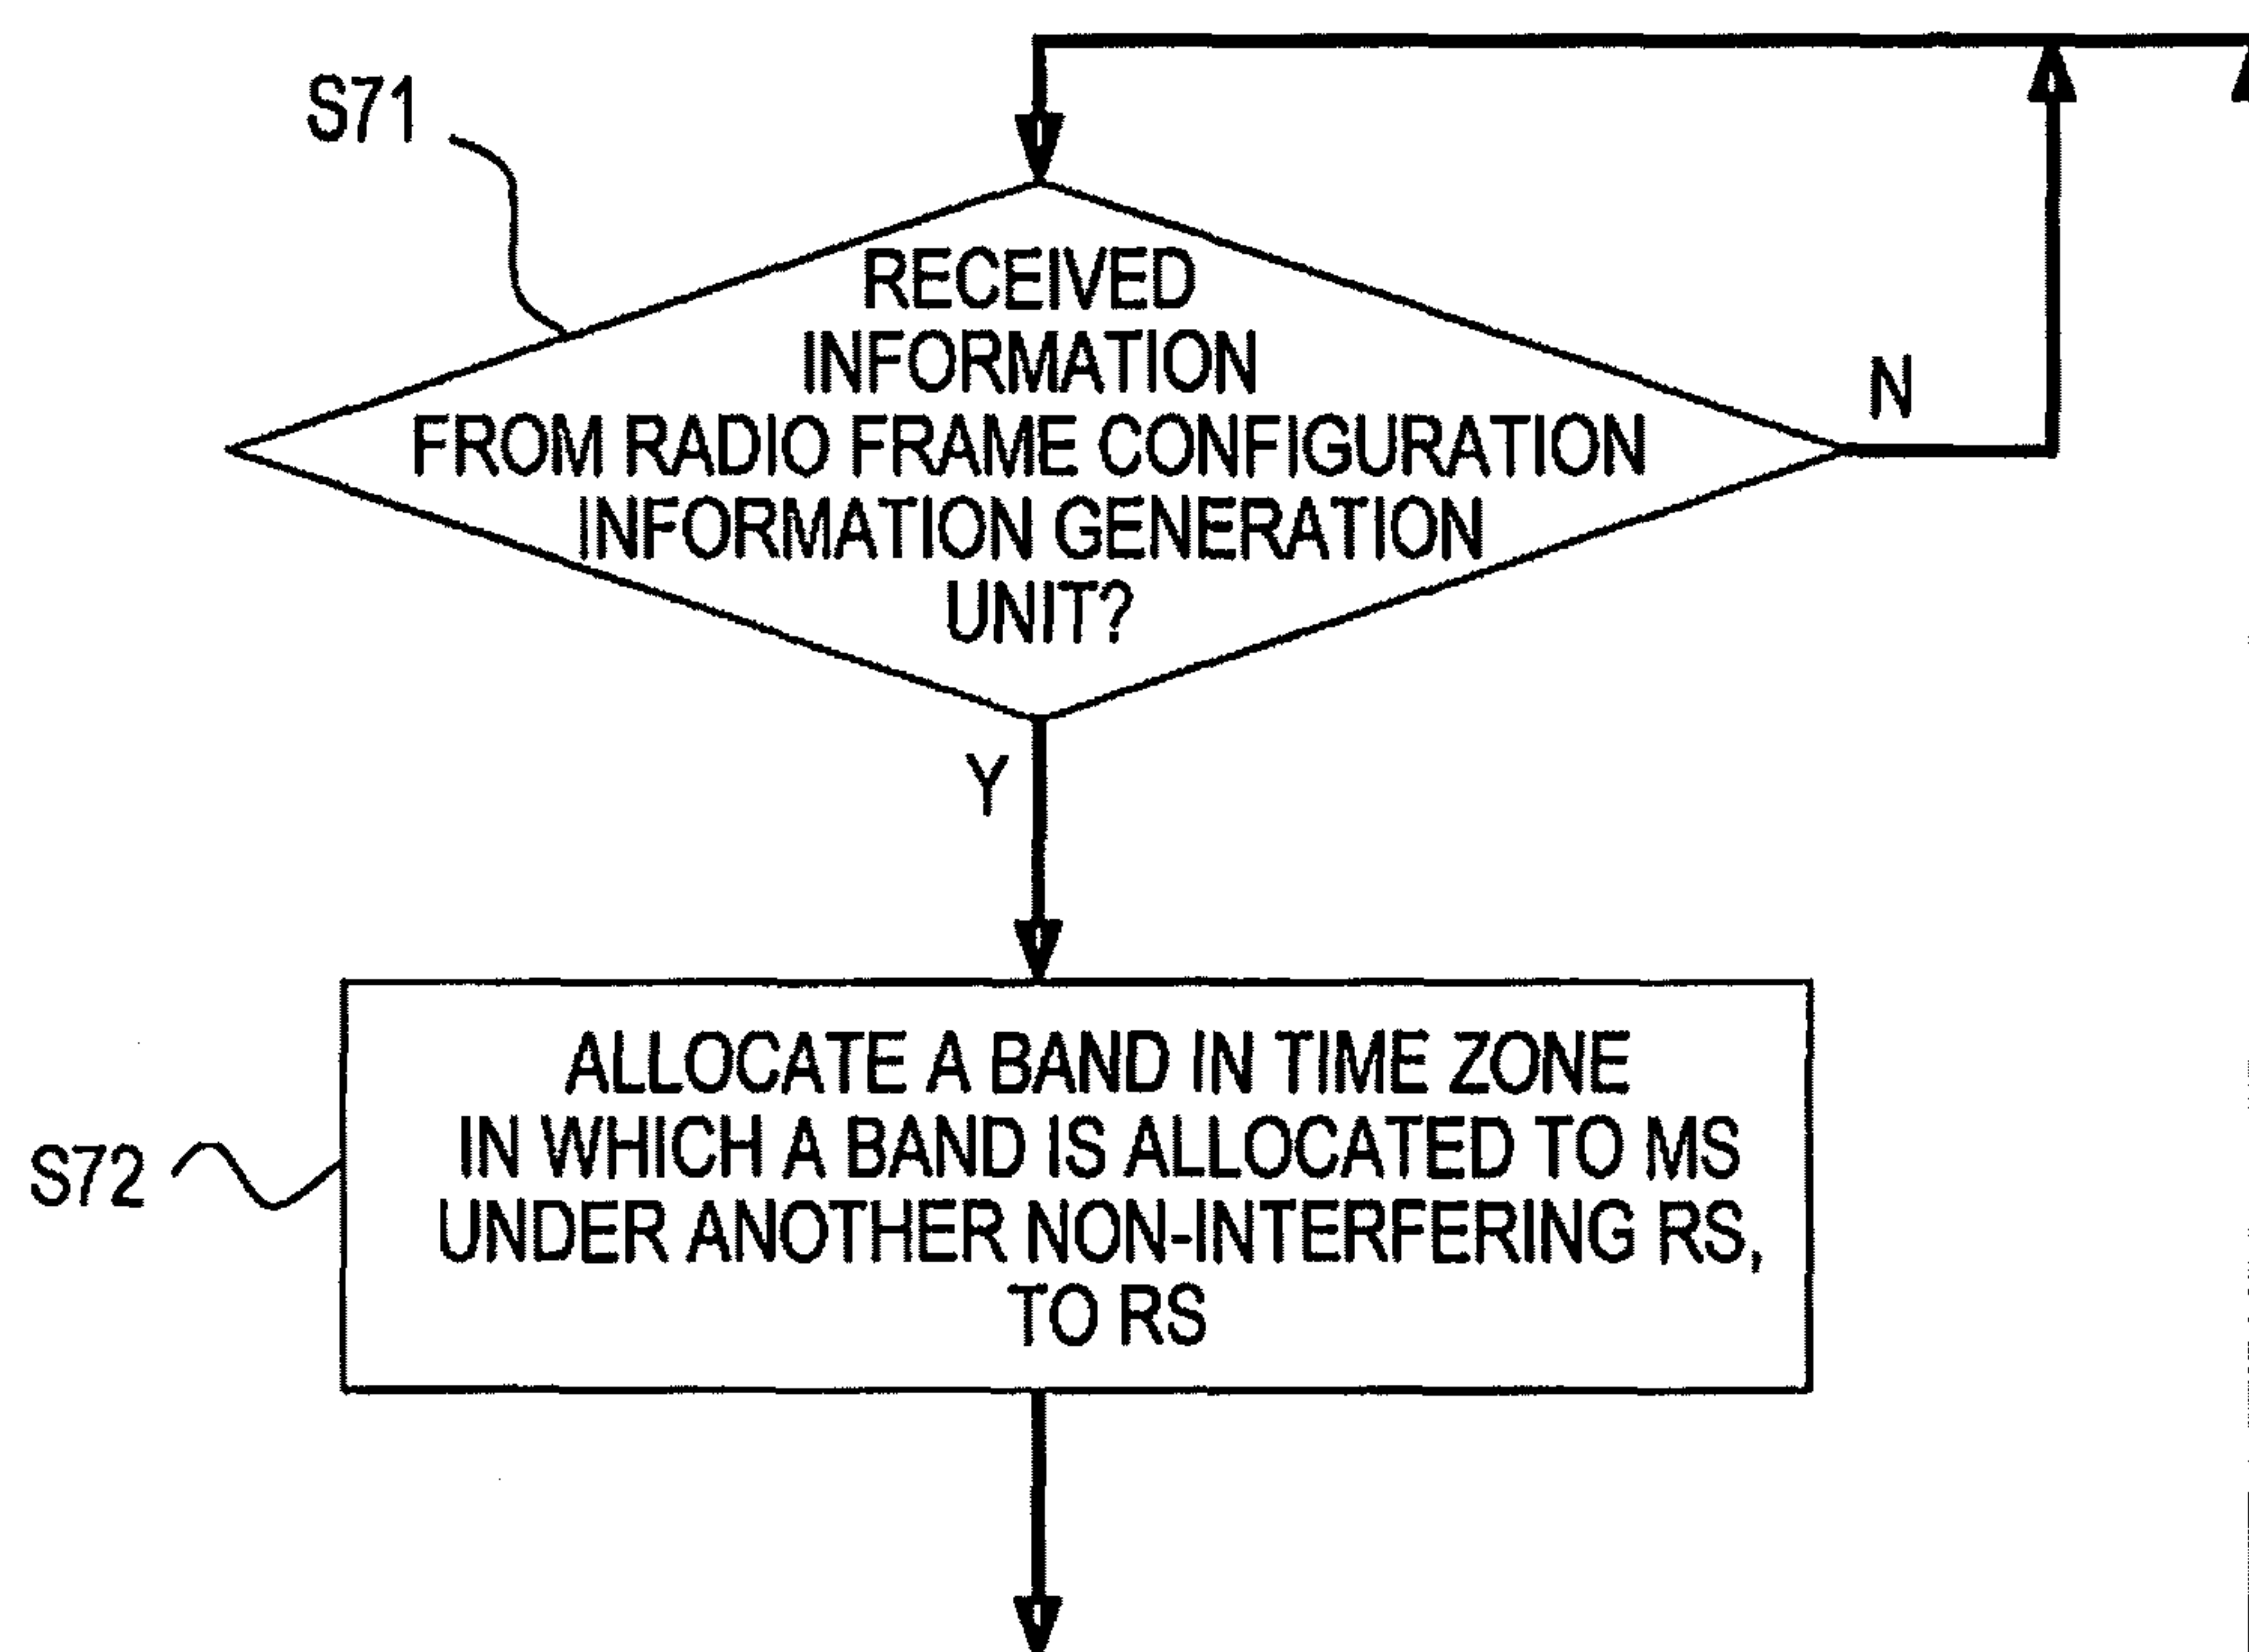 S71
RECEIVED
INFORMATION
FROM RADIO FRAME CONFIGURATION
INFORMATION GENERATION
UNIT?
N
Y
ALLOCATE A BAND IN TIME ZONE
IN WHICH A BAND IS ALLOCATED TO MS
UNDER ANOTHER NON-INTERFERING RS,
TO RS
S72